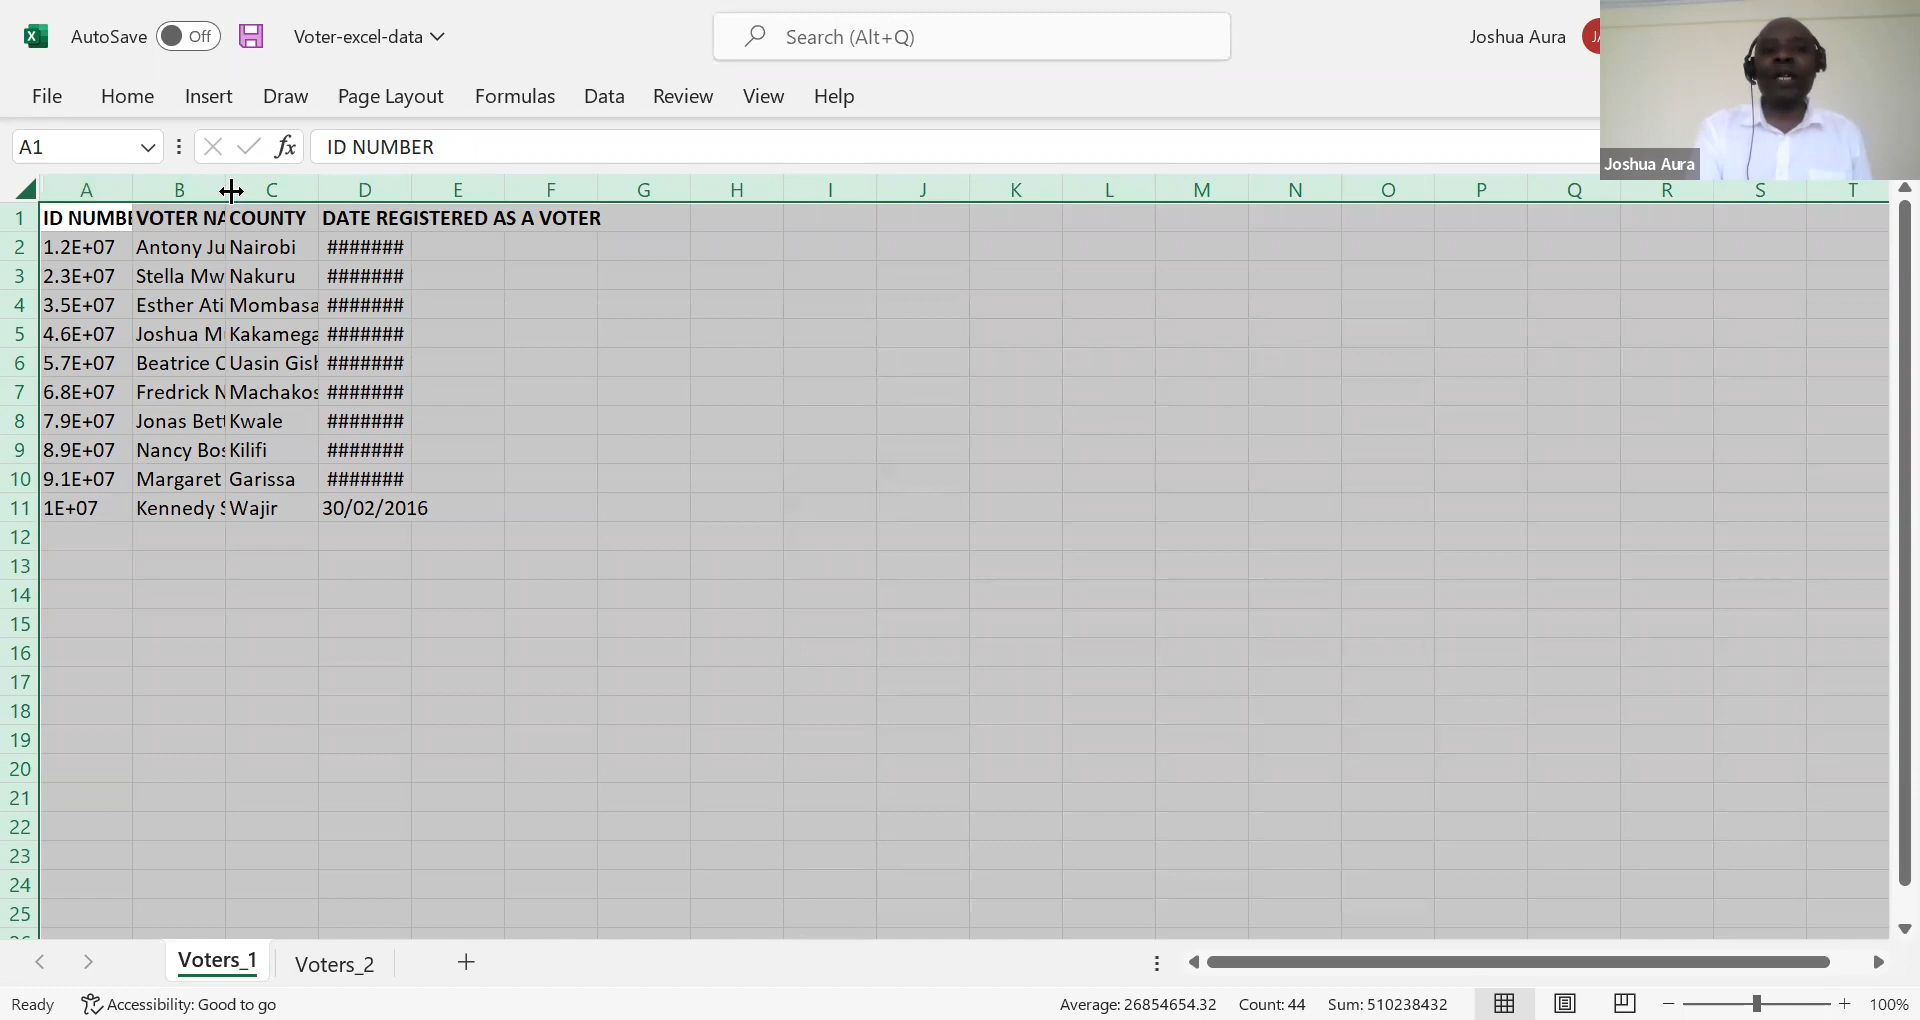 AutoSave Off Voter-excel-data Search (Alt+Q) Joshua Aura
File Home Insert Draw Page Layout Formulas Data Review View Help
Joshua Aura
A1 fx ID NUMBER
A B C D E F G H I J K L M N O P Q R S T
1 ID NUMBE VOTER NA COUNTY DATE REGISTERED AS A VOTER
2 1.2E+07 Antony Ju Nairobi #######
3 2.3E+07 Stella Mw Nakuru #######
4 3.5E+07 Esther Ati Mombasa #######
5 4.6E+07 Joshua M Kakamega #######
6 5.7E+07 Beatrice C Uasin Gish #######
7 6.8E+07 Fredrick N Machakos #######
8 7.9E+07 Jonas Bett Kwale #######
9 8.9E+07 Nancy Bos Kilifi #######
10 9.1E+07 Margaret Garissa #######
11 1E+07 Kennedy S Wajir 30/02/2016
12
13
14
15
16
17
18
19
20
21
22
23
24
25
Voters_1 Voters_2
Ready Accessibility: Good to go Average: 26854654.32 Count: 44 Sum: 510238432 100%